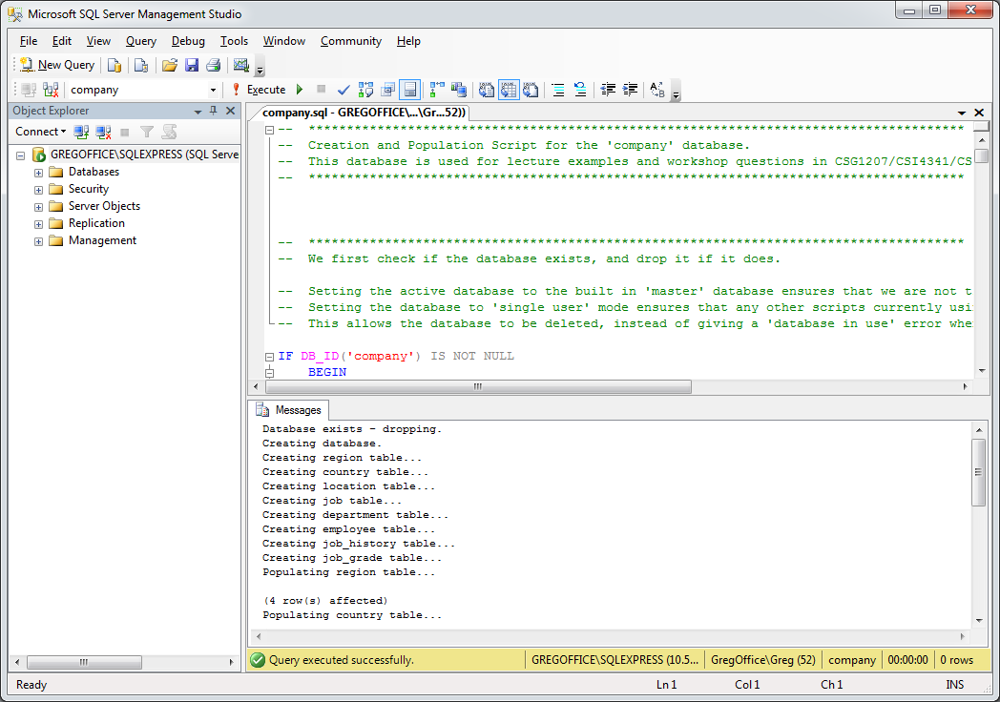 Microsoft SQL Server Management Studio
File Edit View Query Debug Tools Window Community Help
New Query
company Execute
Object Explorer
Connect
GREGOFFICE\SQLEXPRESS (SQL Serve
Databases
Security
Server Objects
Replication
Management
company.sql - GREGOFFICE\...\Gr...52))
-- **************************************************************************************
-- Creation and Population Script for the 'company' database.
-- This database is used for lecture examples and workshop questions in CSG1207/CSI4341/CS
-- **************************************************************************************
-- **************************************************************************************
-- We first check if the database exists, and drop it if it does.
-- Setting the active database to the built in 'master' database ensures that we are not t
-- Setting the database to 'single user' mode ensures that any other scripts currently usi
-- This allows the database to be deleted, instead of giving a 'database in use' error whe
IF DB_ID('company') IS NOT NULL
BEGIN
Messages
Database exists - dropping.
Creating database.
Creating region table...
Creating country table...
Creating location table...
Creating job table...
Creating department table...
Creating employee table...
Creating job_history table...
Creating job_grade table...
Populating region table...
(4 row(s) affected)
Populating country table...
Query executed successfully. GREGOFFICE\SQLEXPRESS (10.5... GregOffice\Greg (52) company 00:00:00 0 rows
Ready Ln 1 Col 1 Ch 1 INS